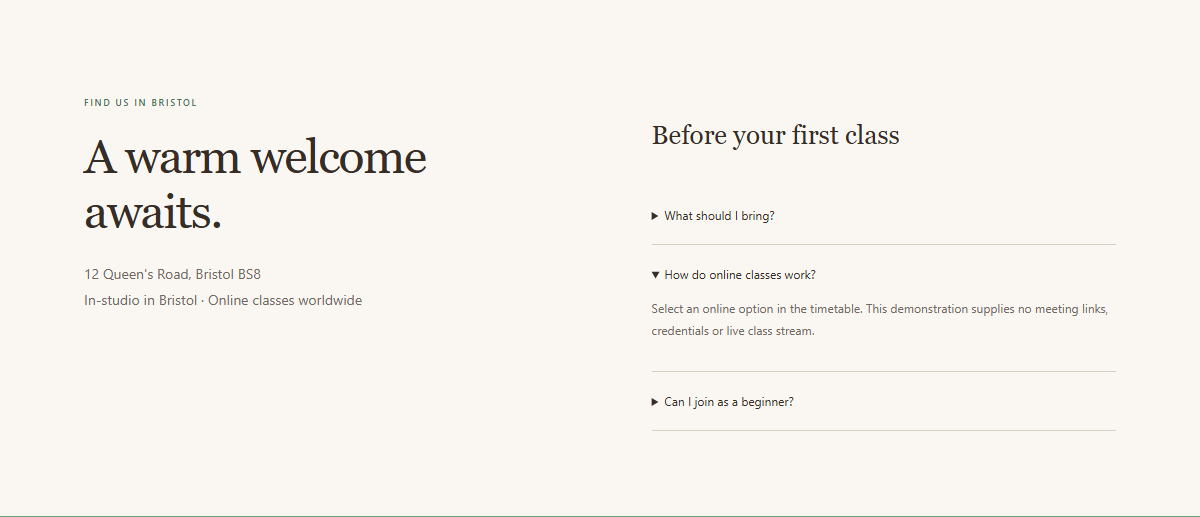 FIND US IN BRISTOL
A warm welcome
awaits.
12 Queen's Road, Bristol BS8
In-studio in Bristol · Online classes worldwide
Before your first class
What should I bring?
How do online classes work?
Select an online option in the timetable. This demonstration supplies no meeting links,
credentials or live class stream.
Can I join as a beginner?